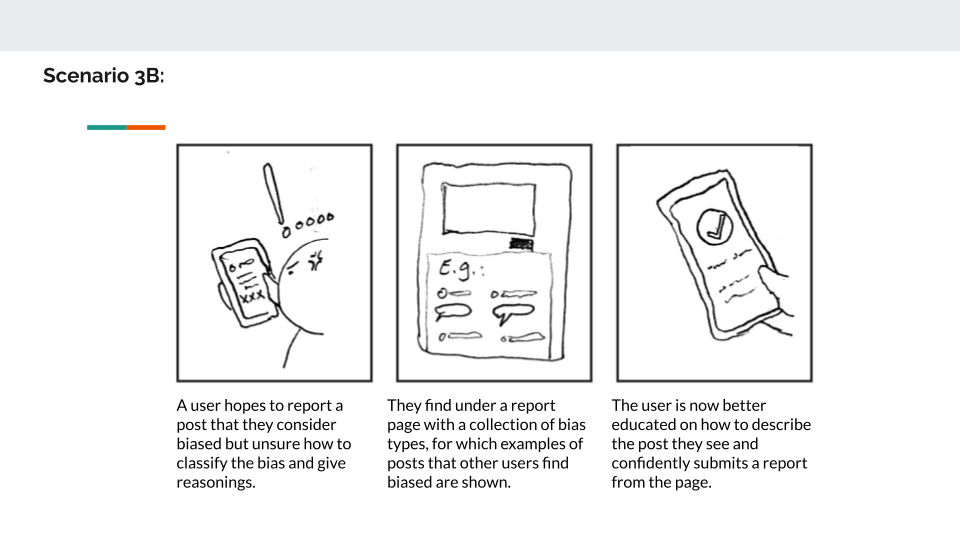 Scenario 3B:
XXX
E.g.:
A user hopes to report a
post that they consider
biased but unsure how to
classify the bias and give
reasonings.
They find under a report
page with a collection of bias
types, for which examples of
posts that other users find
biased are shown.
The user is now better
educated on how to describe
the post they see and
confidently submits a report
from the page.